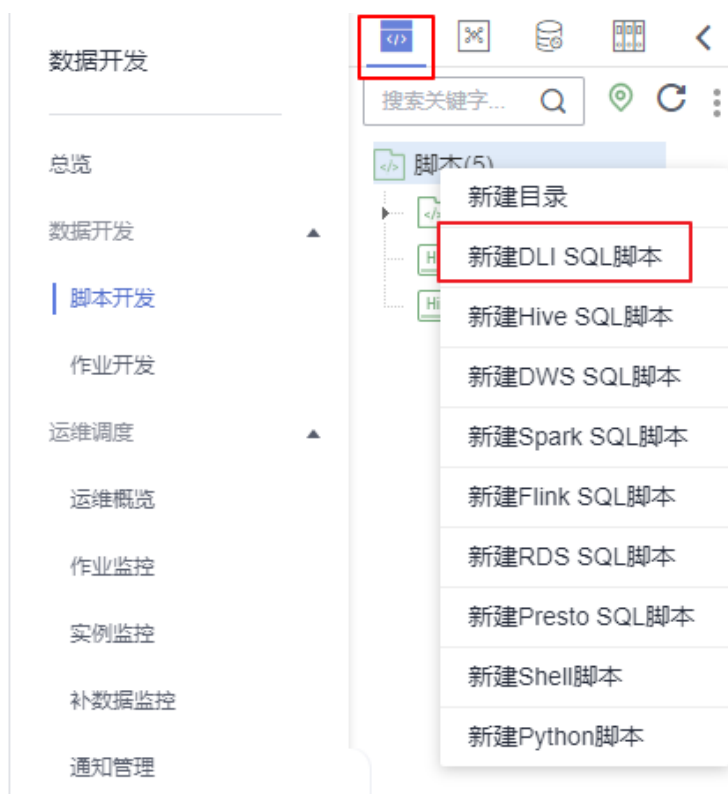 数据开发
总览
数据开发
脚本开发
作业开发
运维调度
运维概览
作业监控
实例监控
补数据监控
通知管理
搜索关键字...
脚本(5)
H
Hi
新建目录
新建DLI SQL脚本
新建Hive SQL脚本
新建DWS SQL脚本
新建Spark SQL脚本
新建Flink SQL脚本
新建RDS SQL脚本
新建Presto SQL脚本
新建Shell脚本
新建Python脚本